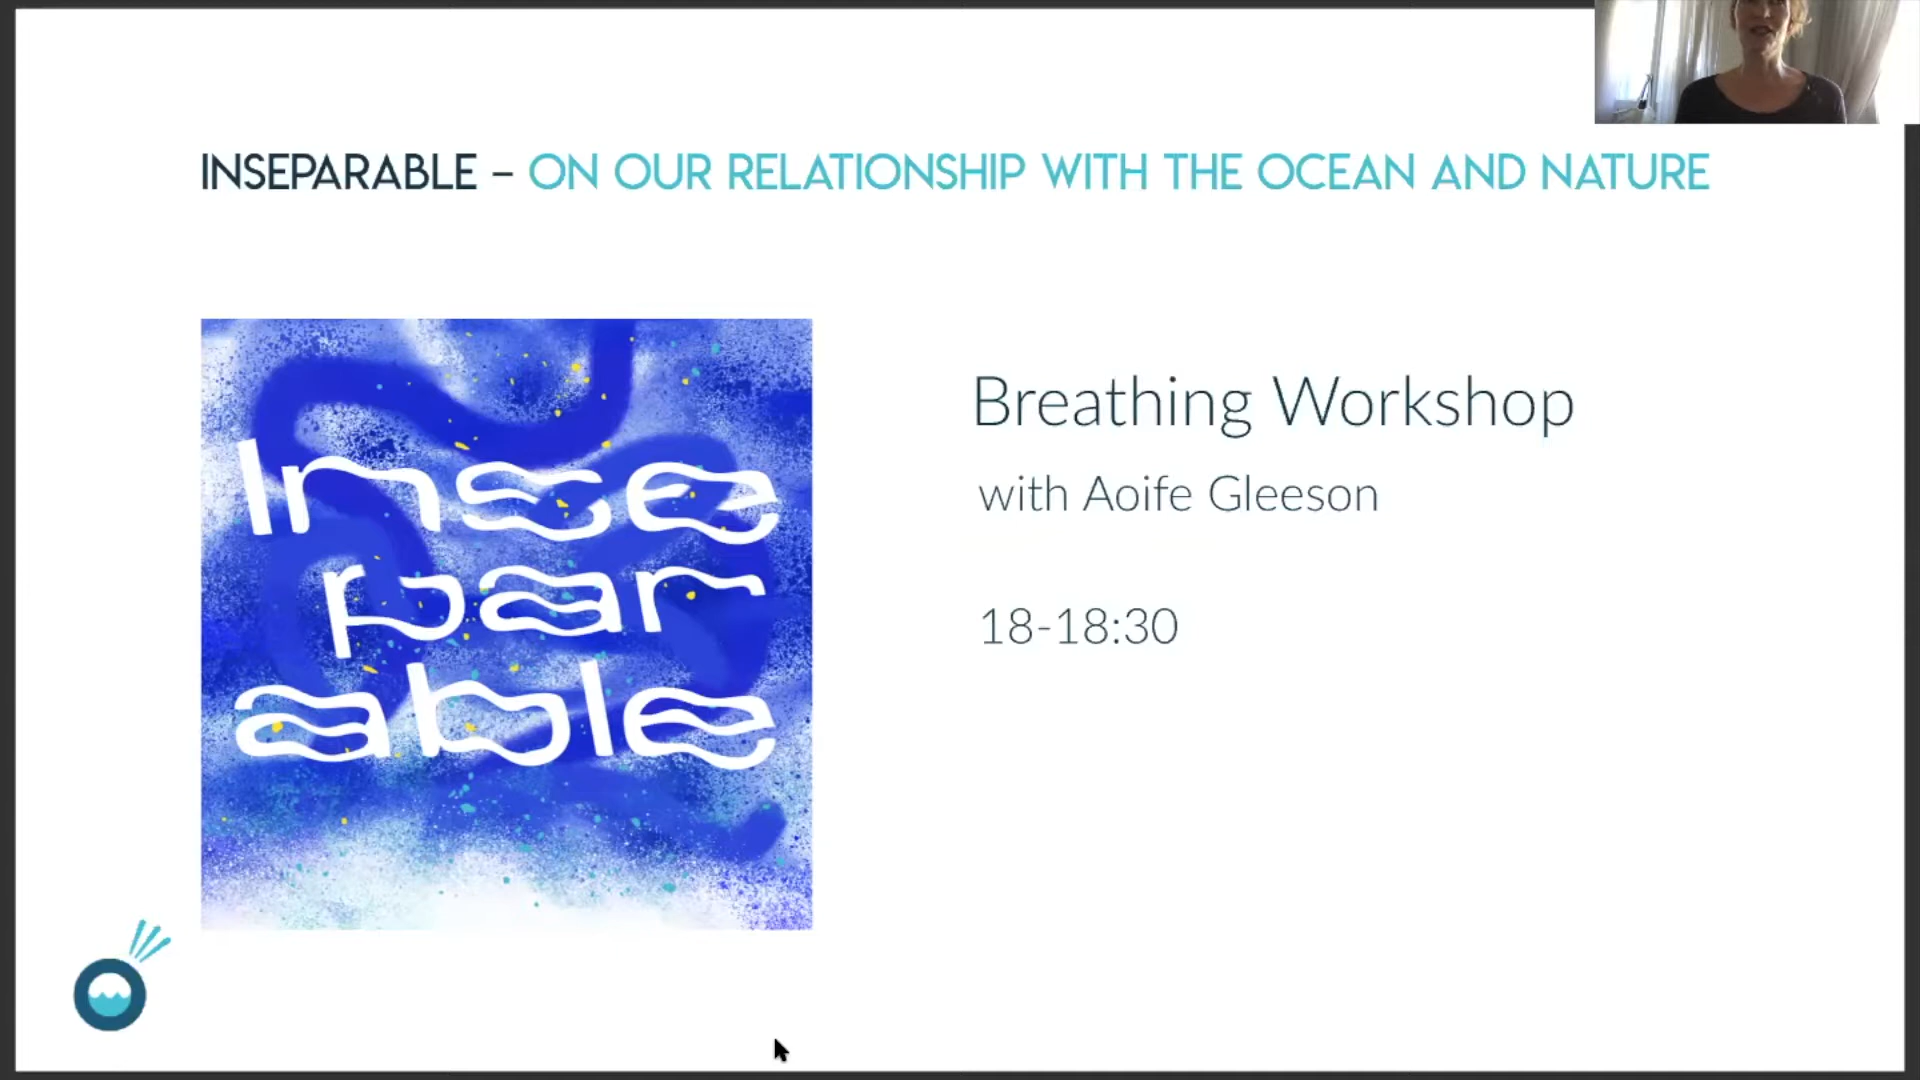 INSEPARABLE – ON OUR RELATIONSHIP WITH THE OCEAN AND NATURE
Insee
par
able
Breathing Workshop
with Aoife Gleeson
18-18:30